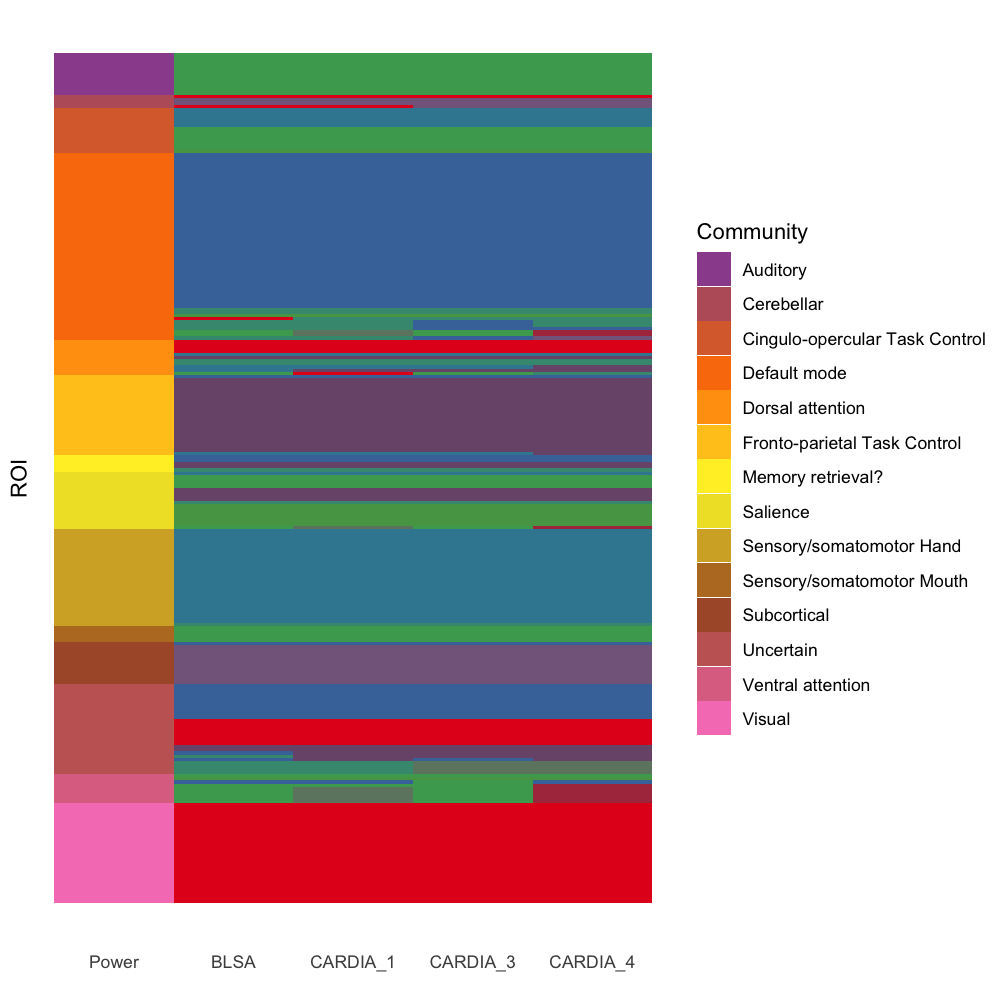 Community
Auditory
Cerebellar
Cingulo-opercular Task Control
Default mode
Dorsal attention
Fronto-parietal Task Control
Memory retrieval?
Salience
Sensory/somatomotor Hand
Sensory/somatomotor Mouth
Subcortical
Uncertain
Ventral attention
Visual
ROI
Power BLSA CARDIA_1 CARDIA_3 CARDIA_4